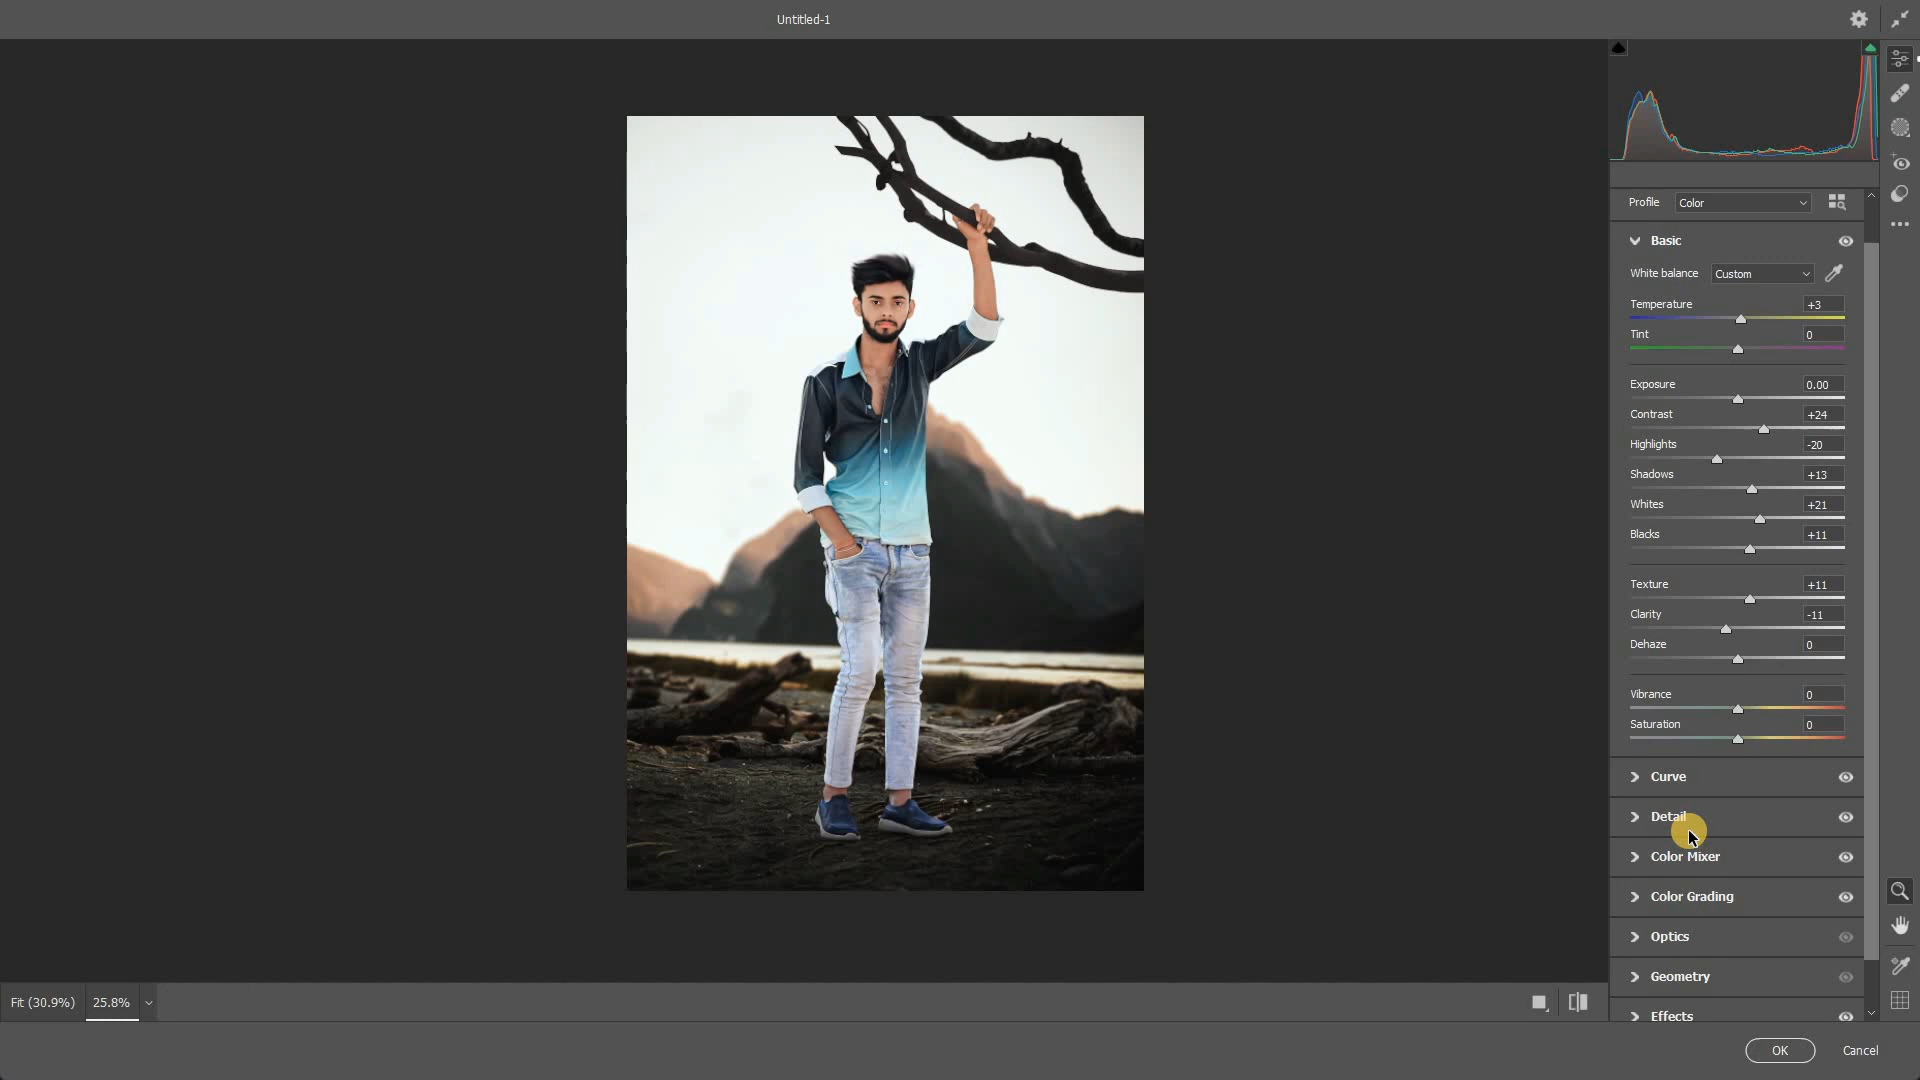 Untitled-1
Profile Color
Basic
White balance Custom
Temperature +3
Tint 0
Exposure 0.00
Contrast +24
Highlights -20
Shadows +13
Whites +21
Blacks +11
Texture +11
Clarity -11
Dehaze 0
Vibrance 0
Saturation 0
Curve
Detail
Color Mixer
Color Grading
Optics
Geometry
Effects
Fit (30.9%) 25.8%
OK Cancel